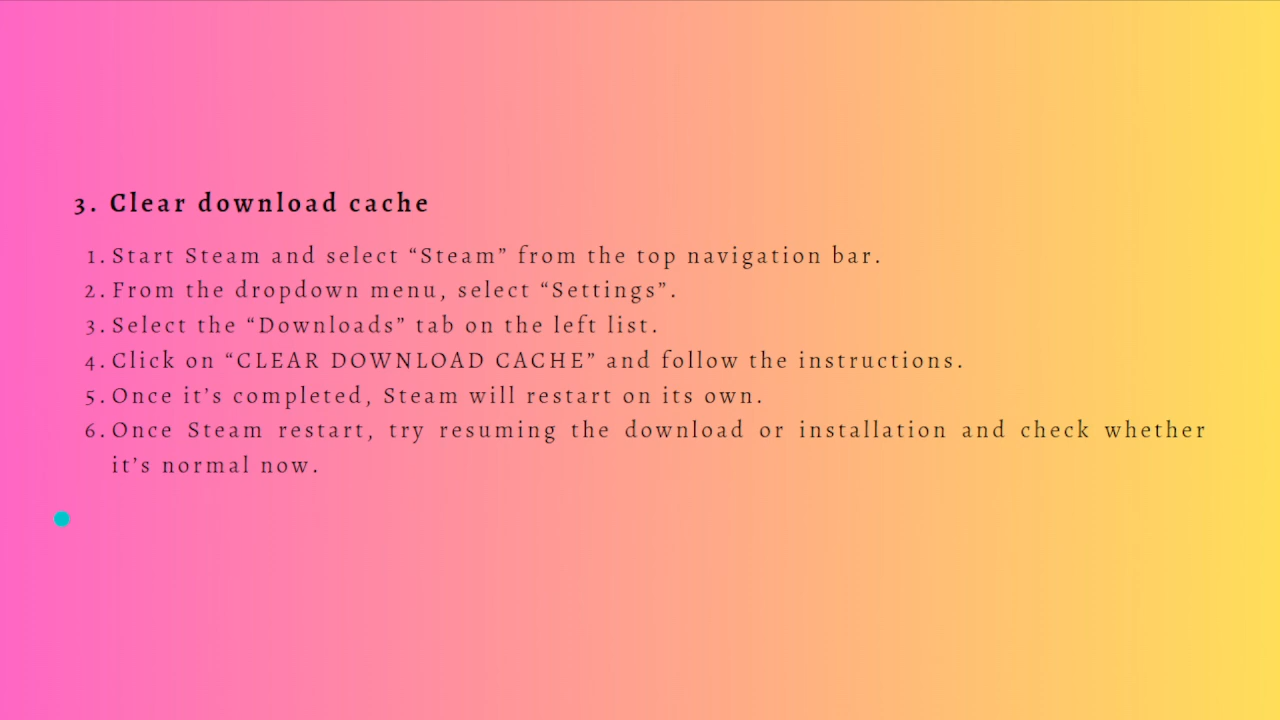 3. Clear download cache
1. Start Steam and select “Steam” from the top navigation bar.
2. From the dropdown menu, select “Settings”.
3. Select the “Downloads” tab on the left list.
4. Click on “CLEAR DOWNLOAD CACHE” and follow the instructions.
5. Once it’s completed, Steam will restart on its own.
6. Once Steam restart, try resuming the download or installation and check whether
it’s normal now.